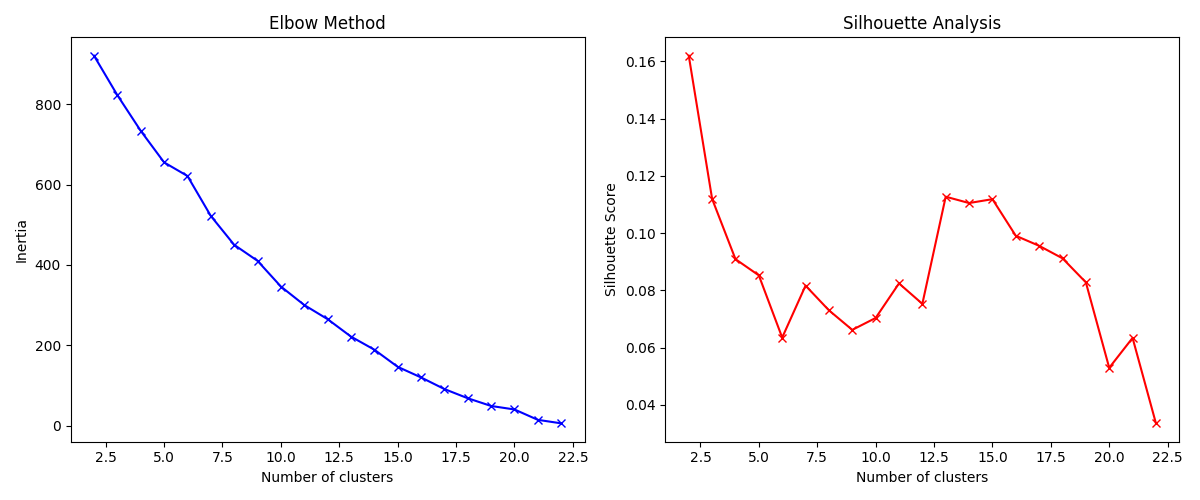 Elbow Method
Inertia
800
600
400
200
0
2.5 5.0 7.5 10.0 12.5 15.0 17.5 20.0 22.5
Number of clusters
Silhouette Analysis
Silhouette Score
0.16
0.14
0.12
0.10
0.08
0.06
0.04
2.5 5.0 7.5 10.0 12.5 15.0 17.5 20.0 22.5
Number of clusters